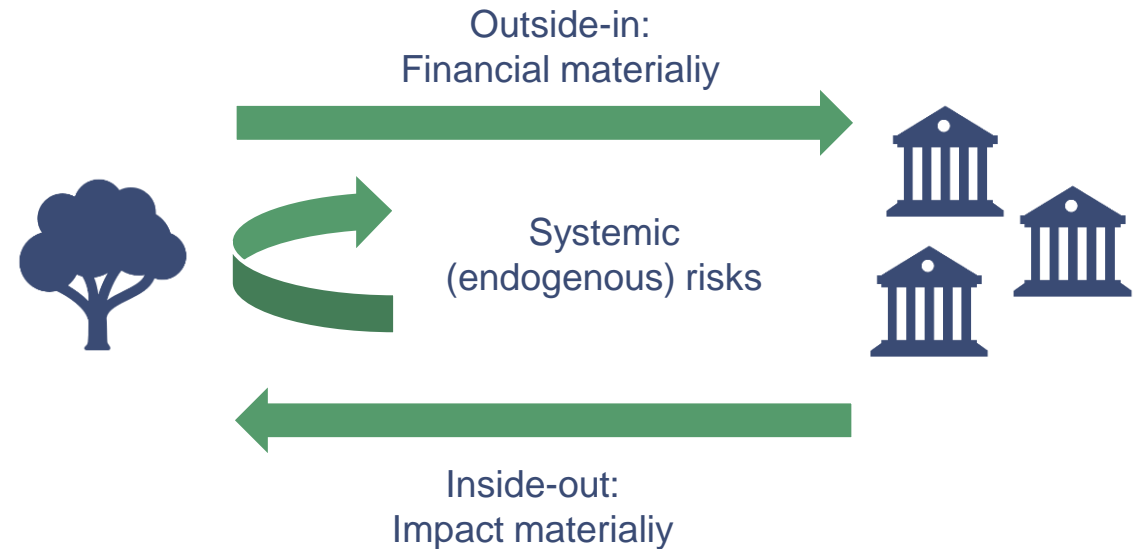 Outside-in:
Financial materialiy
Systemic
(endogenous) risks
Inside-out:
Impact materialiy